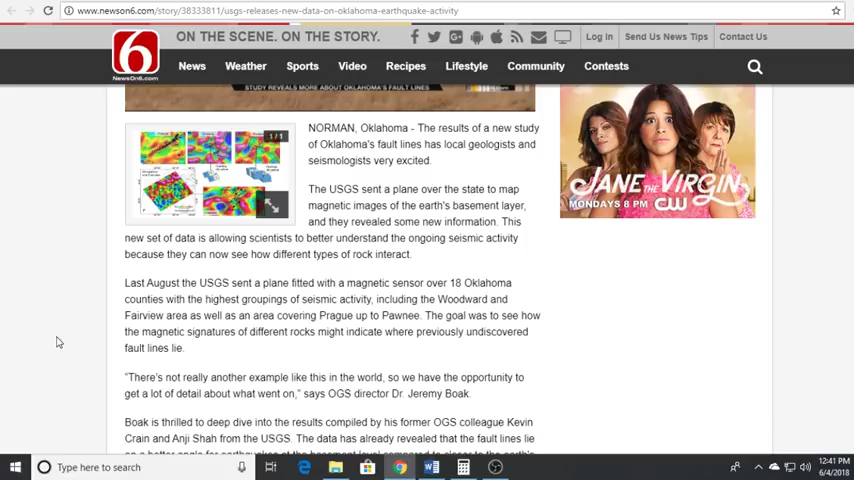 www.newson6.com/story/38333811/usgs-releases-new-data-on-oklahoma-earthquake-activity
6
NewsOn6.com
ON THE SCENE. ON THE STORY.
Log In
Send Us News Tips
Contact Us
News
Weather
Sports
Video
Recipes
Lifestyle
Community
Contests
STUDY REVEALS MORE ABOUT OKLAHOMA'S FAULT LINES
1/1
NORMAN, Oklahoma - The results of a new study
of Oklahoma's fault lines has local geologists and
seismologists very excited.
The USGS sent a plane over the state to map
magnetic images of the earth's basement layer,
and they revealed some new information. This
new set of data is allowing scientists to better understand the ongoing seismic activity
because they can now see how different types of rock interact.
Last August the USGS sent a plane fitted with a magnetic sensor over 18 Oklahoma
counties with the highest groupings of seismic activity, including the Woodward and
Fairview area as well as an area covering Prague up to Pawnee. The goal was to see how
the magnetic signatures of different rocks might indicate where previously undiscovered
fault lines lie.
"There's not really another example like this in the world, so we have the opportunity to
get a lot of detail about what went on," says OGS director Dr. Jeremy Boak.
Boak is thrilled to deep dive into the results compiled by his former OGS colleague Kevin
Crain and Anji Shah from the USGS. The data has already revealed that the fault lines lie
on a better angle for earthquakes at the basement level compared to closer to the earth's
JANE THE VIRGIN
MONDAYS 8 PM CW
Type here to search
12:41 PM
6/4/2018